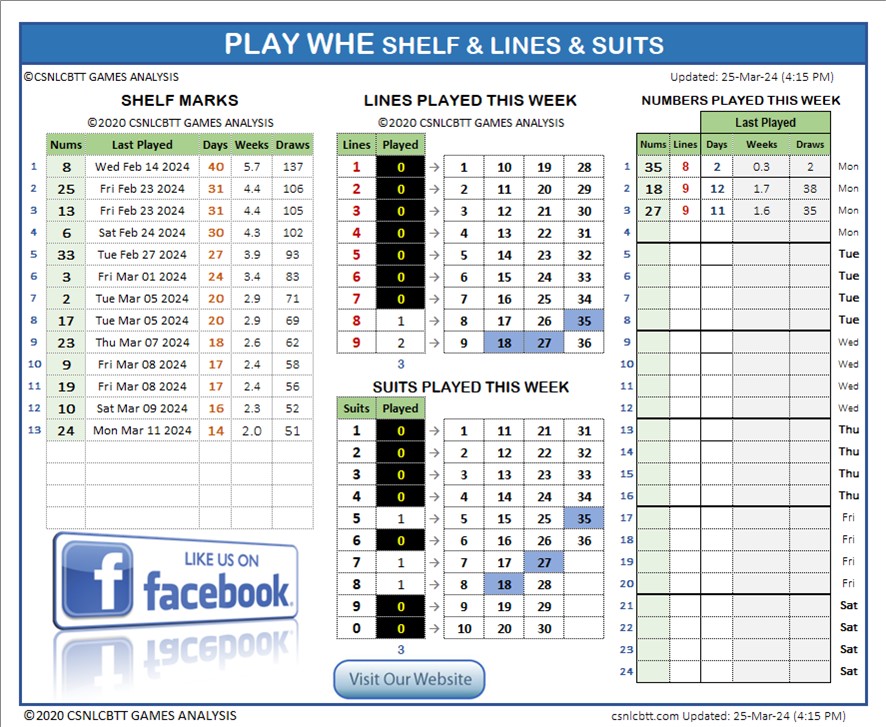 PLAY WHE SHELF & LINES & SUITS
©CSNLCBTT GAMES ANALYSIS
Updated: 25-Mar-24 (4:15 PM)
SHELF MARKS
©2020 CSNLCBTT GAMES ANALYSIS
Nums Last Played Days Weeks Draws
1 8 Wed Feb 14 2024 40 5.7 137
2 25 Fri Feb 23 2024 31 4.4 106
3 13 Fri Feb 23 2024 31 4.4 105
4 6 Sat Feb 24 2024 30 4.3 102
5 33 Tue Feb 27 2024 27 3.9 93
6 3 Fri Mar 01 2024 24 3.4 83
7 2 Tue Mar 05 2024 20 2.9 71
8 17 Tue Mar 05 2024 20 2.9 69
9 23 Thu Mar 07 2024 18 2.6 62
10 9 Fri Mar 08 2024 17 2.4 58
11 19 Fri Mar 08 2024 17 2.4 56
12 10 Sat Mar 09 2024 16 2.3 52
13 24 Mon Mar 11 2024 14 2.0 51
LIKE US ON
facebook
LINES PLAYED THIS WEEK
©2020 CSNLCBTT GAMES ANALYSIS
Lines Played
1 0 → 1 10 19 28
2 0 → 2 11 20 29
3 0 → 3 12 21 30
4 0 → 4 13 22 31
5 0 → 5 14 23 32
6 0 → 6 15 24 33
7 0 → 7 16 25 34
8 1 → 8 17 26 35
9 2 → 9 18 27 36
3
SUITS PLAYED THIS WEEK
Suits Played
1 0 → 1 11 21 31
2 0 → 2 12 22 32
3 0 → 3 13 23 33
4 0 → 4 14 24 34
5 1 → 5 15 25 35
6 0 → 6 16 26 36
7 1 → 7 17 27
8 1 → 8 18 28
9 0 → 9 19 29
0 0 → 10 20 30
3
Visit Our Website
NUMBERS PLAYED THIS WEEK
Last Played
Nums Lines Days Weeks Draws
1 35 8 2 0.3 2 Mon
2 18 9 12 1.7 38 Mon
3 27 9 11 1.6 35 Mon
4 Mon
5 Tue
6 Tue
7 Tue
8 Tue
9 Wed
10 Wed
11 Wed
12 Wed
13 Thu
14 Thu
15 Thu
16 Thu
17 Fri
18 Fri
19 Fri
20 Fri
21 Sat
22 Sat
23 Sat
24 Sat
©2020 CSNLCBTT GAMES ANALYSIS
csnlcbtt.com Updated: 25-Mar-24 (4:15 PM)